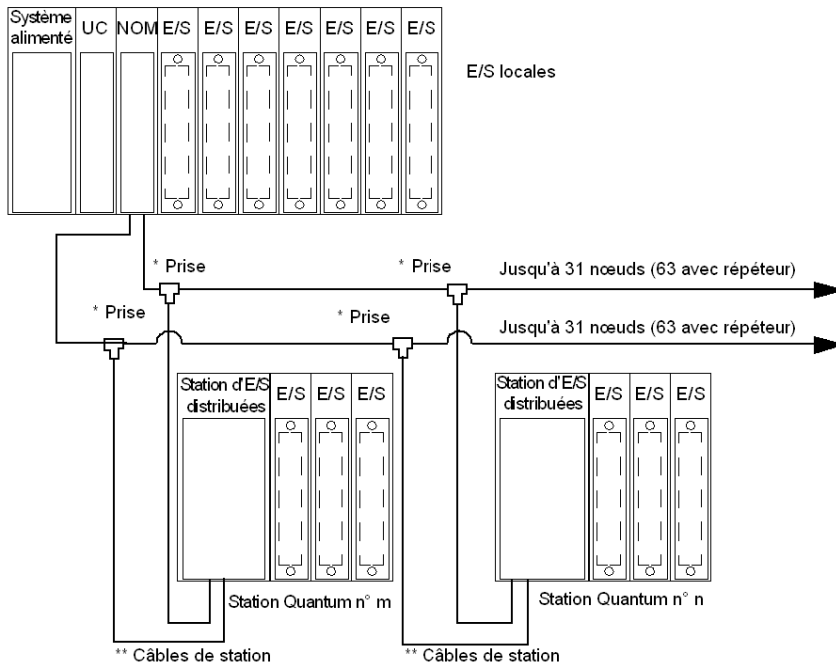 Système
alimenté
UC
NOM
E/S
E/S
E/S
E/S
E/S
E/S
E/S
E/S locales
* Prise
* Prise
Jusqu'à 31 nœuds (63 avec répéteur)
* Prise
* Prise
Jusqu'à 31 nœuds (63 avec répéteur)
Station d'E/S
distribuées
E/S
E/S
E/S
Station d'E/S
distribuées
E/S
E/S
E/S
Station Quantum n° m
Station Quantum n° n
** Câbles de station
** Câbles de station